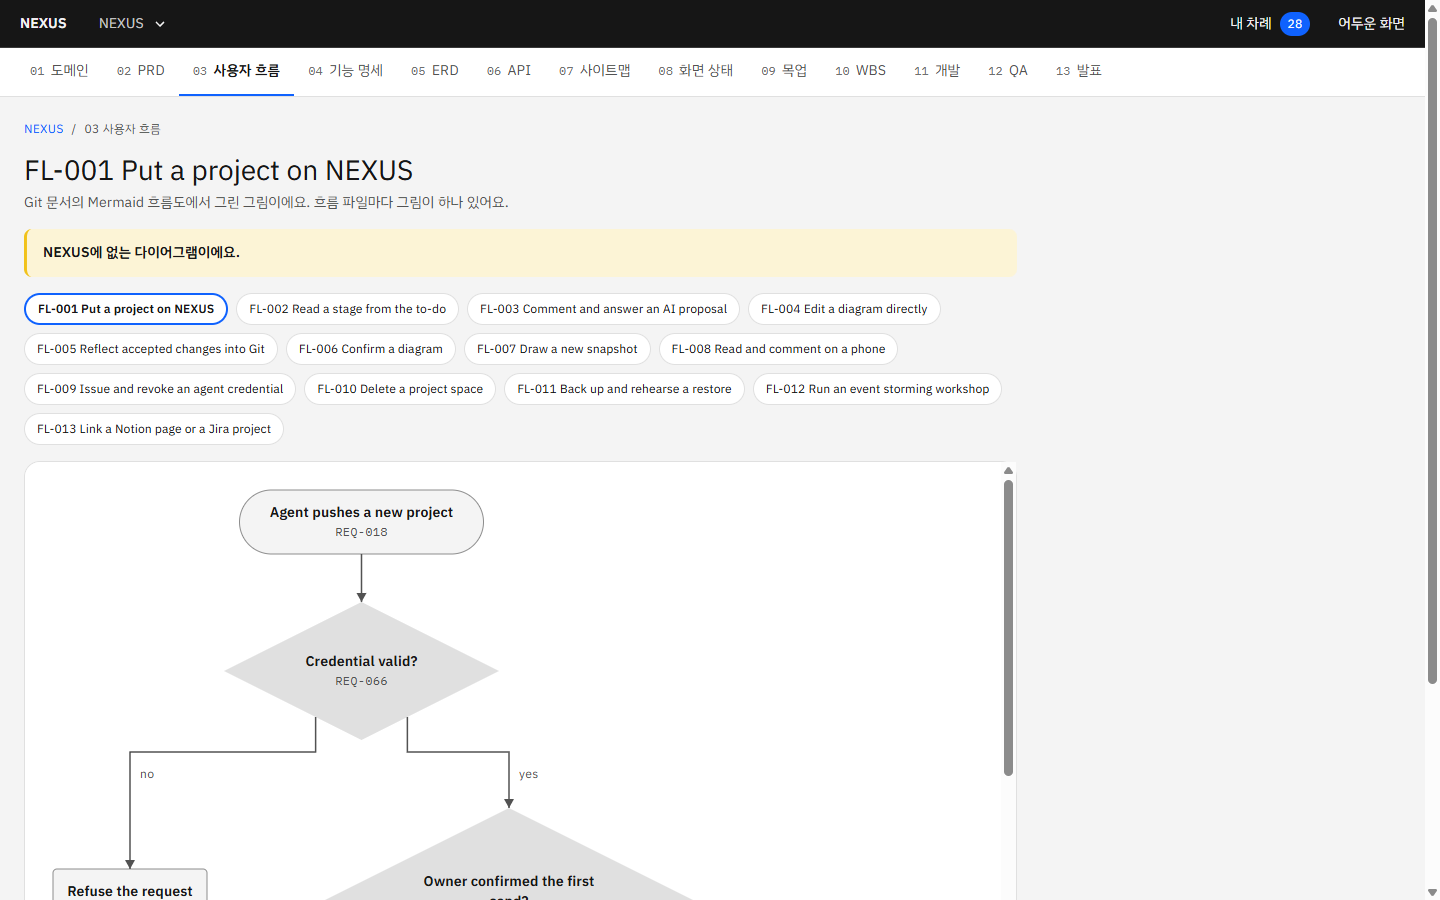 NEXUS NEXUS 내 차례 28 어두운 화면
01 도메인 02 PRD 03 사용자 흐름 04 기능 명세 05 ERD 06 API 07 사이트맵 08 화면 상태 09 목업 10 WBS 11 개발 12 QA 13 발표
NEXUS / 03 사용자 흐름
FL-001 Put a project on NEXUS
Git 문서의 Mermaid 흐름도에서 그린 그림이에요. 흐름 파일마다 그림이 하나 있어요.
NEXUS에 없는 다이어그램이에요.
FL-001 Put a project on NEXUS FL-002 Read a stage from the to-do FL-003 Comment and answer an AI proposal FL-004 Edit a diagram directly
FL-005 Reflect accepted changes into Git FL-006 Confirm a diagram FL-007 Draw a new snapshot FL-008 Read and comment on a phone
FL-009 Issue and revoke an agent credential FL-010 Delete a project space FL-011 Back up and rehearse a restore FL-012 Run an event storming workshop
FL-013 Link a Notion page or a Jira project
Agent pushes a new project
REQ-018
Credential valid?
REQ-066
no yes
Owner confirmed the first
Refuse the request